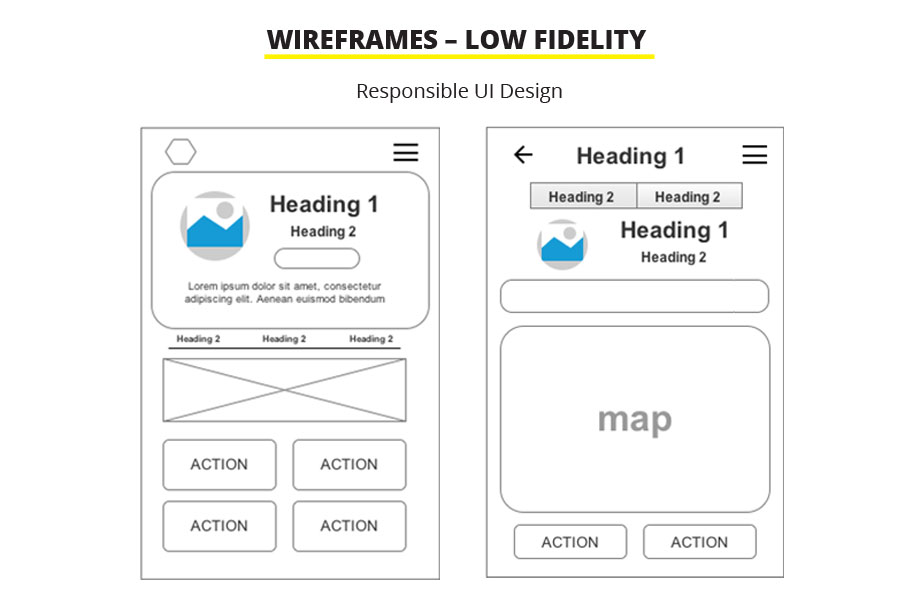 WIREFRAMES – LOW FIDELITY
Responsible UI Design
Heading 1
Heading 2
Lorem ipsum dolor sit amet, consectetur
adipiscing elit. Aenean euismod bibendum
Heading 2 Heading 2 Heading 2
ACTION ACTION
ACTION ACTION
Heading 1
Heading 2 Heading 2
Heading 1
Heading 2
map
ACTION ACTION